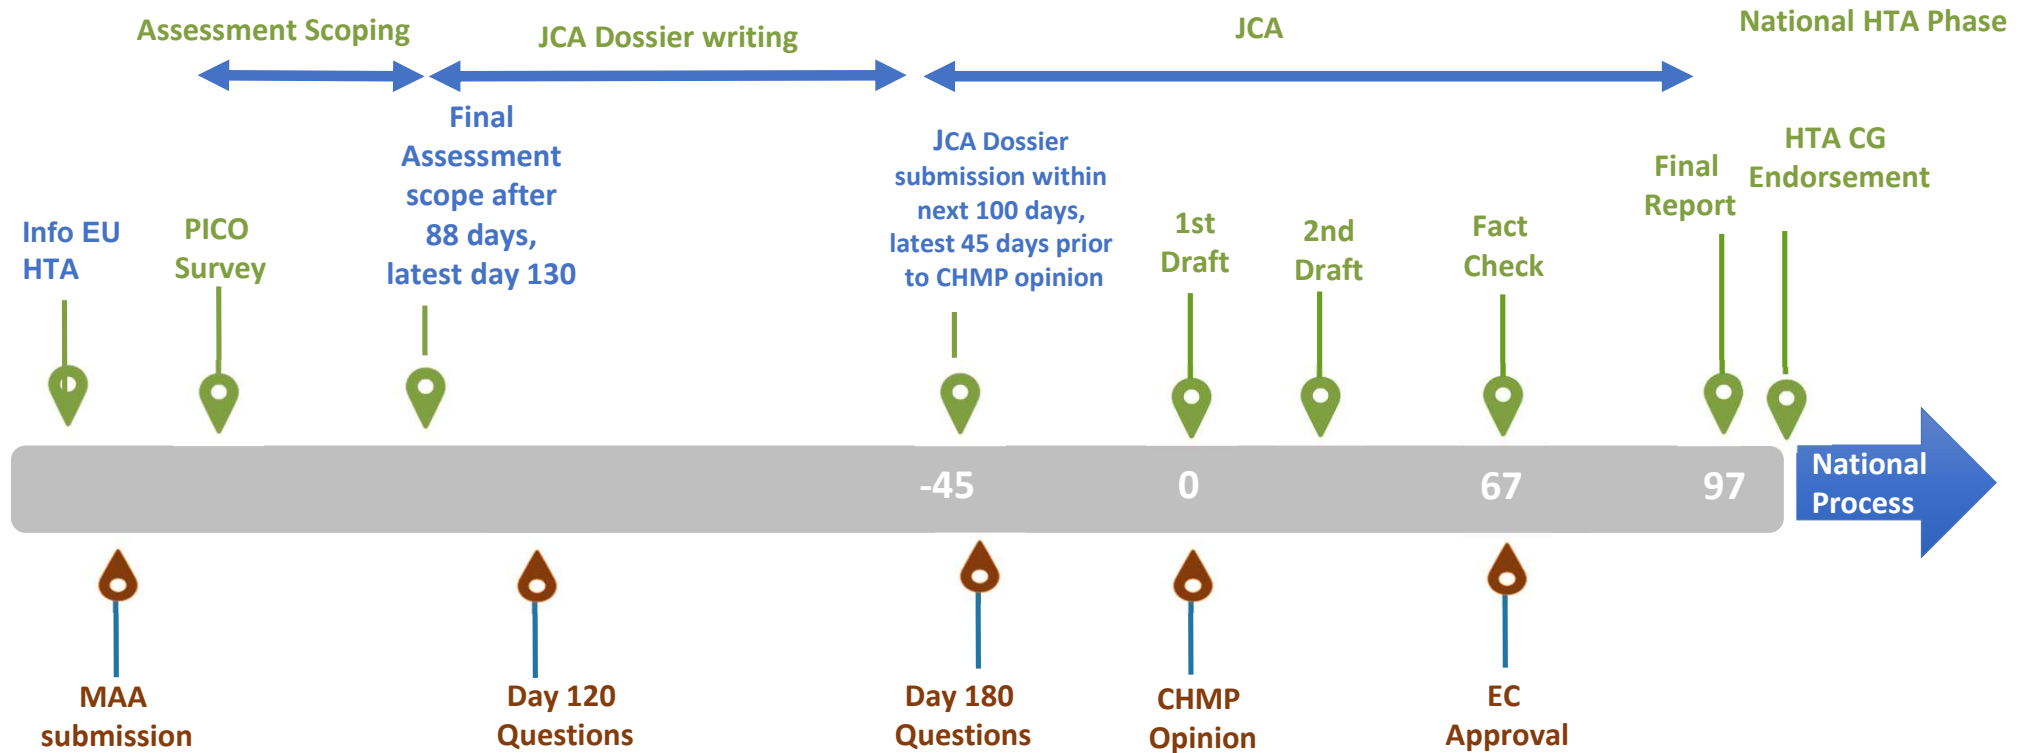 Assessment Scoping
JCA Dossier writing
JCA
National HTA Phase
Info EU
HTA
PICO
Survey
Final
Assessment
scope after
88 days,
latest day 130
JCA Dossier
submission within
next 100 days,
latest 45 days prior
to CHMP opinion
1st
Draft
2nd
Draft
Fact
Check
Final
Report
HTA CG
Endorsement
-45
0
67
97
National
Process
MAA
submission
Day 120
Questions
Day 180
Questions
CHMP
Opinion
EC
Approval